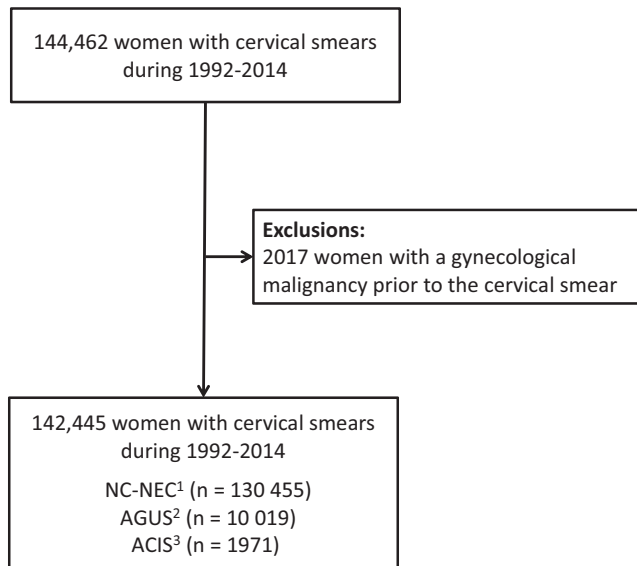 144,462 women with cervical smears
during 1992-2014
Exclusions:
2017 women with a gynecological
malignancy prior to the cervical smear
142,445 women with cervical smears
during 1992-2014
NC-NEC¹ (n = 130 455)
AGUS² (n = 10 019)
ACIS³ (n = 1971)